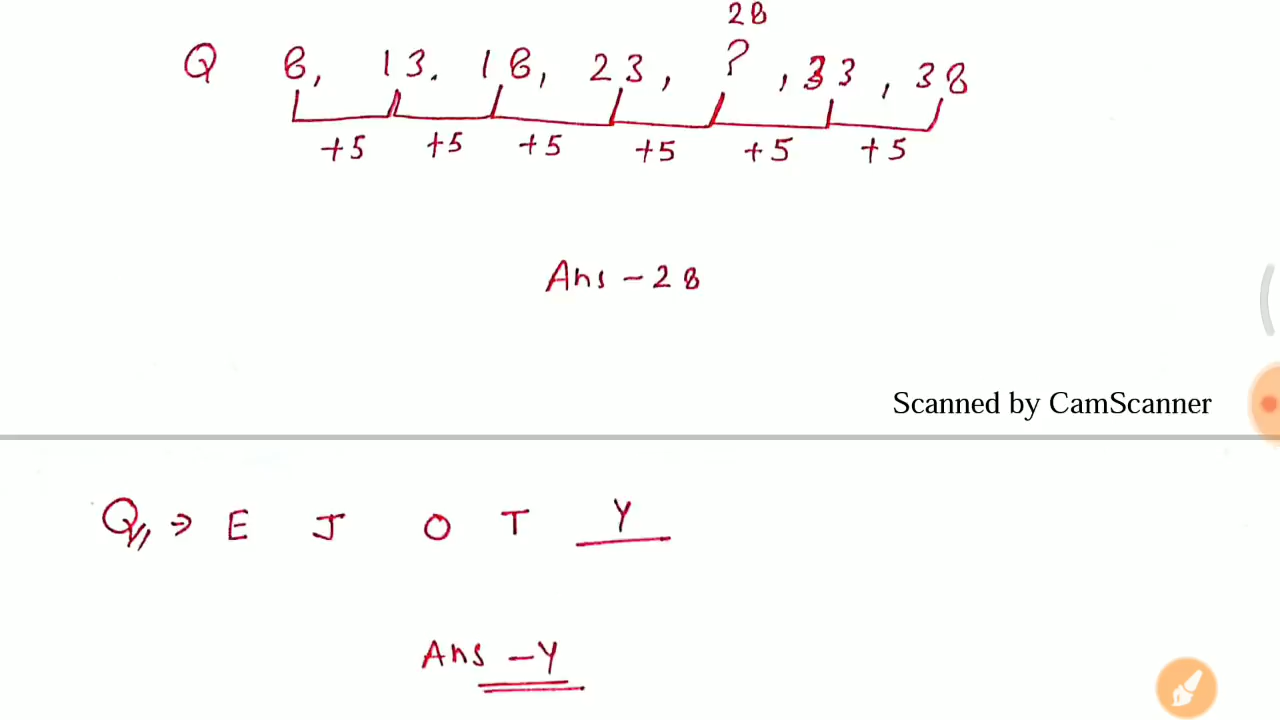 28
Q 8, 13. 18, 23, ?, 33, 38
+5 +5 +5 +5 +5 +5
Ans - 28
Scanned by CamScanner
Q,, ⇒ E J O T Y
Ans - Y